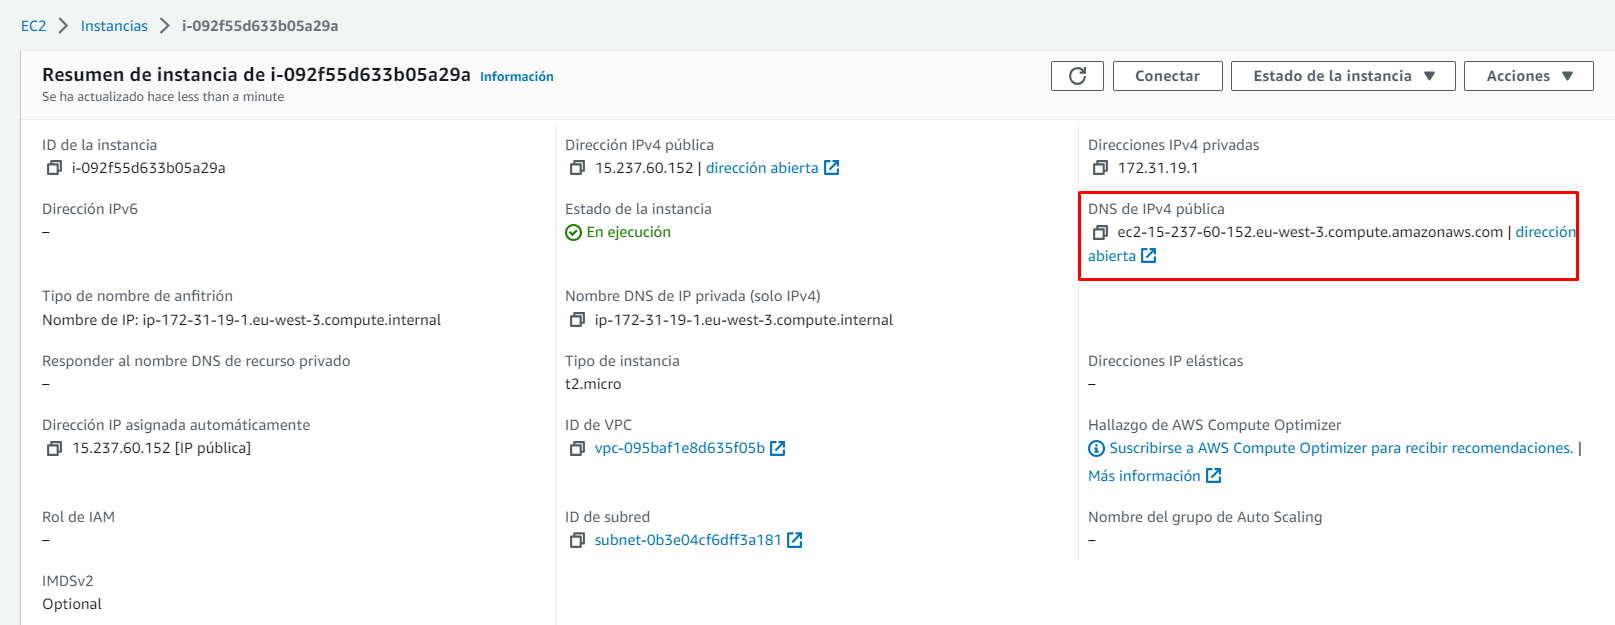 EC2 > Instancias > i-092f55d633b05a29a
Resumen de instancia de i-092f55d633b05a29a Información
Se ha actualizado hace less than a minute
Conectar
Estado de la instancia ▼
Acciones ▼
ID de la instancia
i-092f55d633b05a29a
Dirección IPv4 pública
15.237.60.152 | dirección abierta
Direcciones IPv4 privadas
172.31.19.1
Dirección IPv6
–
Estado de la instancia
En ejecución
DNS de IPv4 pública
ec2-15-237-60-152.eu-west-3.compute.amazonaws.com | dirección
abierta
Tipo de nombre de anfitrión
Nombre de IP: ip-172-31-19-1.eu-west-3.compute.internal
Nombre DNS de IP privada (solo IPv4)
ip-172-31-19-1.eu-west-3.compute.internal
Responder al nombre DNS de recurso privado
–
Tipo de instancia
t2.micro
Direcciones IP elásticas
–
Dirección IP asignada automáticamente
15.237.60.152 [IP pública]
ID de VPC
vpc-095baf1e8d635f05b
Hallazgo de AWS Compute Optimizer
Suscribirse a AWS Compute Optimizer para recibir recomendaciones. |
Más información
Rol de IAM
–
ID de subred
subnet-0b3e04cf6dff3a181
Nombre del grupo de Auto Scaling
–
IMDSv2
Optional